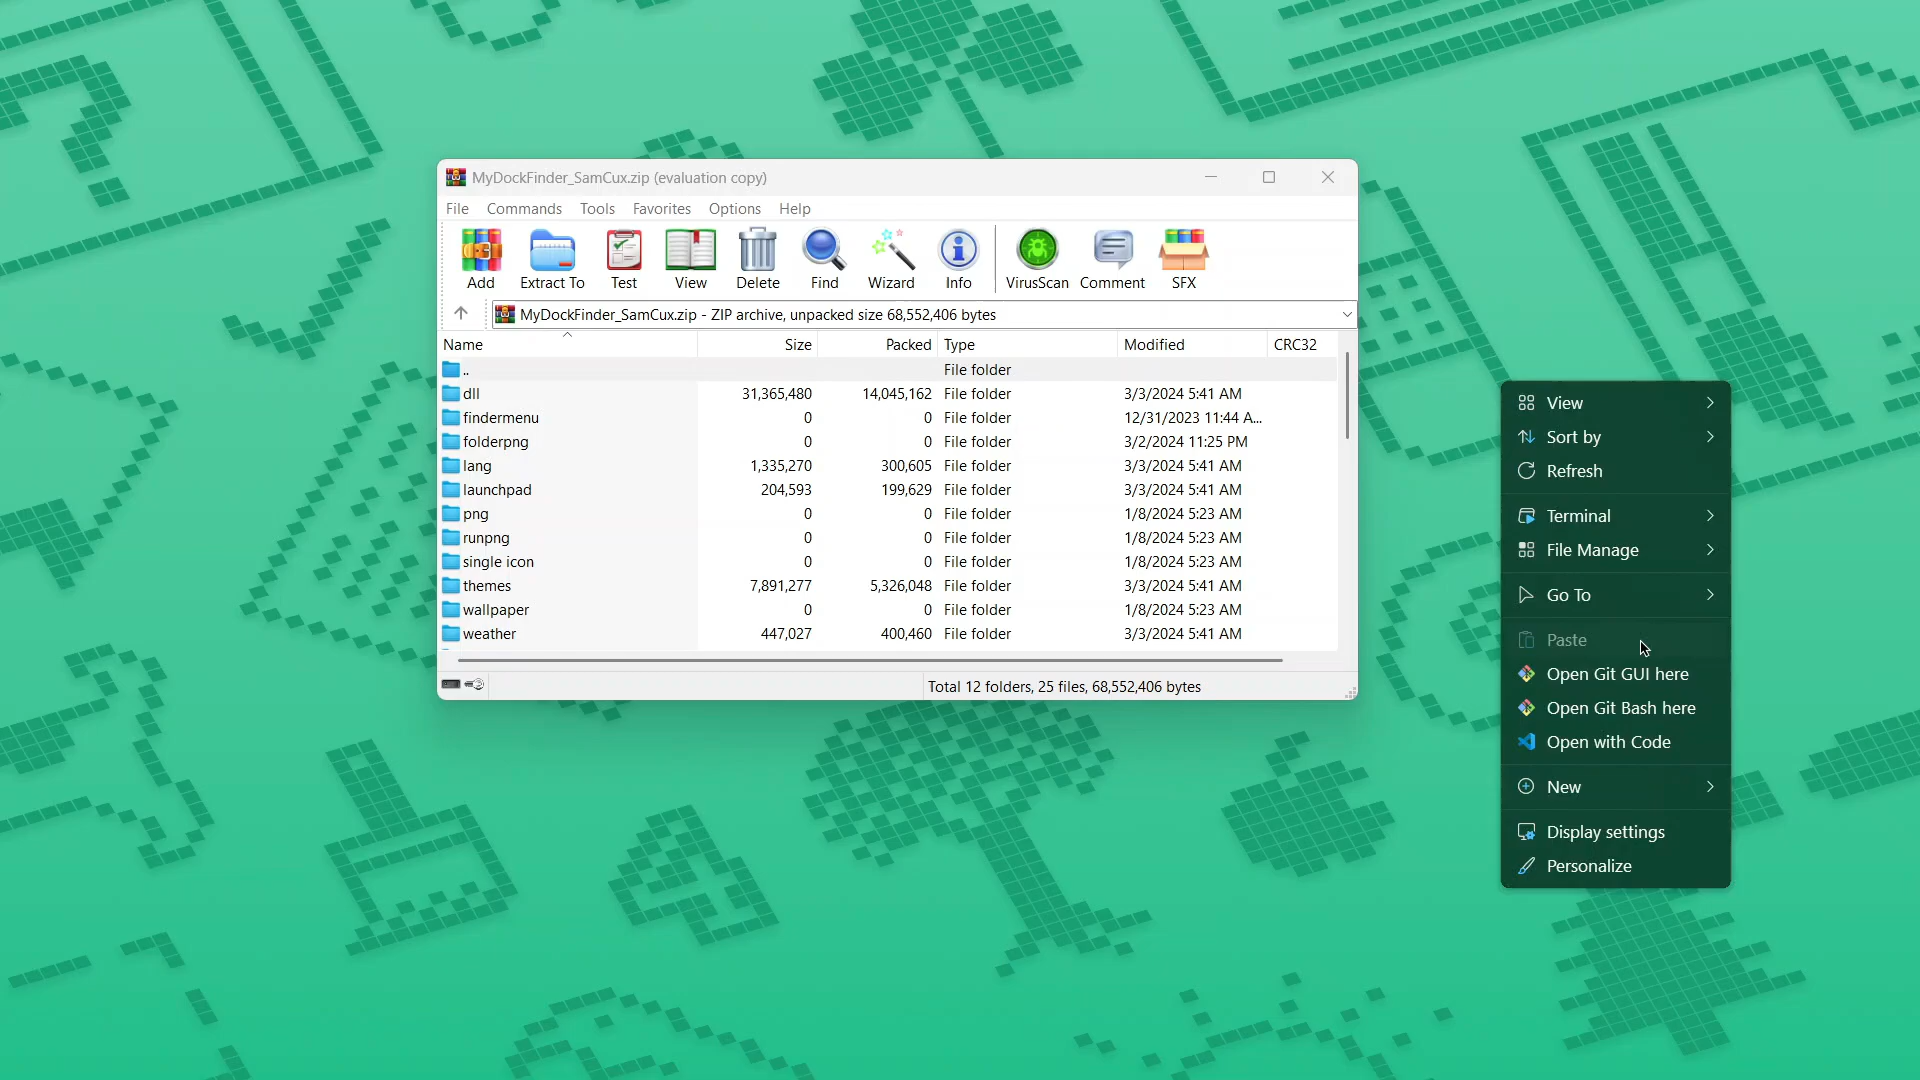 MyDockFinder_SamCux.zip (evaluation copy)
File Commands Tools Favorites Options Help
Add Extract To Test View Delete Find Wizard Info VirusScan Comment SFX
MyDockFinder_SamCux.zip - ZIP archive, unpacked size 68,552,406 bytes
Name Size Packed Type Modified CRC32
.. File folder
dll 31,365,480 14,045,162 File folder 3/3/2024 5:41 AM
findermenu 0 0 File folder 12/31/2023 11:44 A...
folderpng 0 0 File folder 3/2/2024 11:25 PM
lang 1,335,270 300,605 File folder 3/3/2024 5:41 AM
launchpad 204,593 199,629 File folder 3/3/2024 5:41 AM
png 0 0 File folder 1/8/2024 5:23 AM
runpng 0 0 File folder 1/8/2024 5:23 AM
single icon 0 0 File folder 1/8/2024 5:23 AM
themes 7,891,277 5,326,048 File folder 3/3/2024 5:41 AM
wallpaper 0 0 File folder 1/8/2024 5:23 AM
weather 447,027 400,460 File folder 3/3/2024 5:41 AM
Total 12 folders, 25 files, 68,552,406 bytes
View
Sort by
Refresh
Terminal
File Manage
Go To
Paste
Open Git GUI here
Open Git Bash here
Open with Code
New
Display settings
Personalize